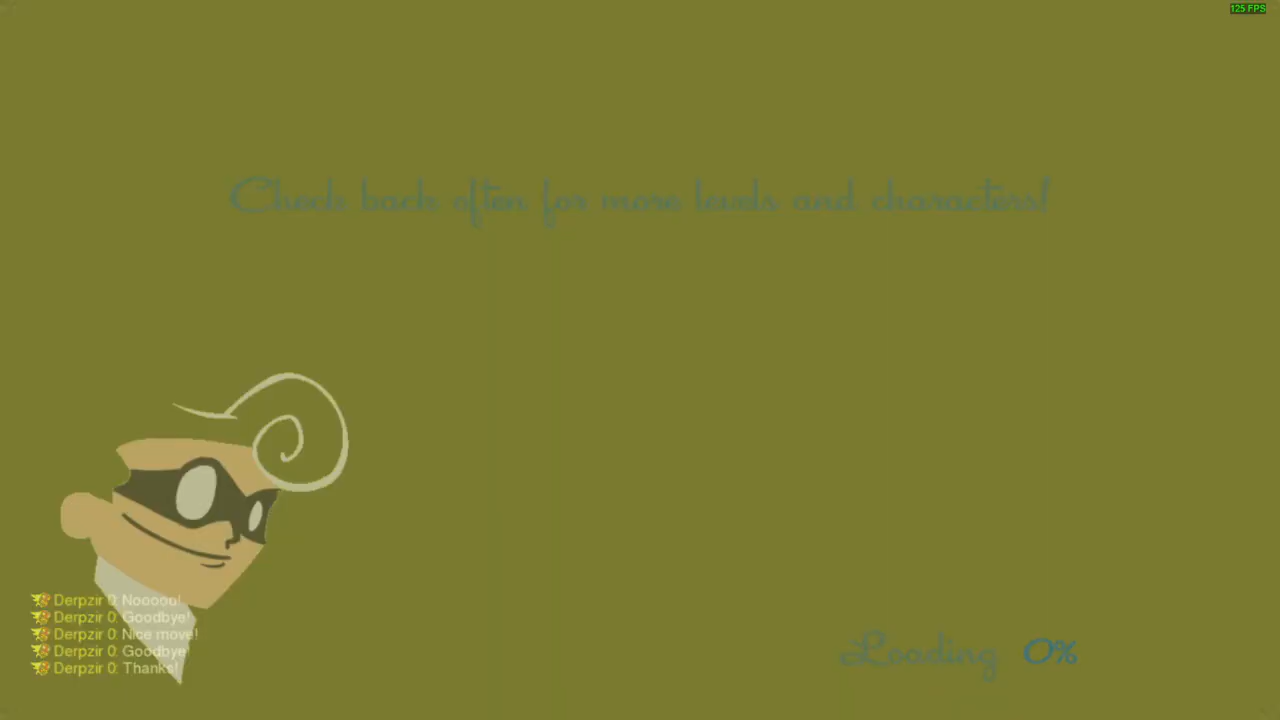 125 FPS
Check back often for more levels and characters!
Derpzir 0: Nooooo!
Derpzir 0: Goodbye!
Derpzir 0: Nice move!
Derpzir 0: Goodbye!
Derpzir 0: Thanks!
Loading 0%